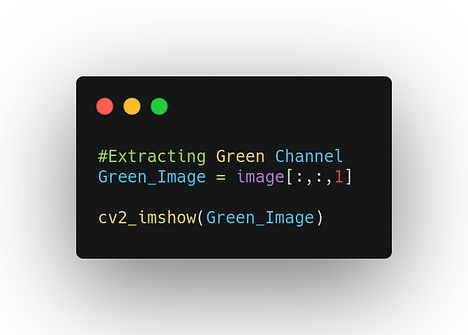 #Extracting Green Channel
Green_Image = image[:,:,1]
cv2_imshow(Green_Image)